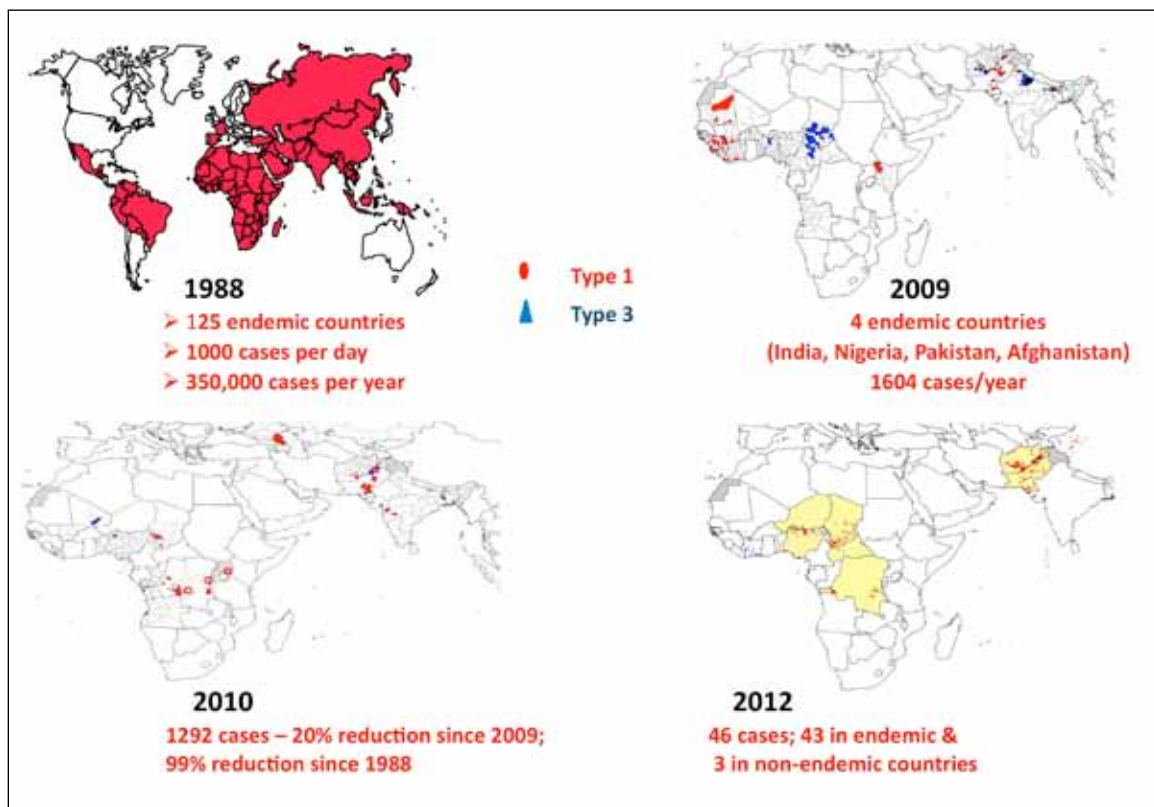 1988
➢ 125 endemic countries
➢ 1000 cases per day
➢ 350,000 cases per year
Type 1
Type 3
2009
4 endemic countries
(India, Nigeria, Pakistan, Afghanistan)
1604 cases/year
2010
1292 cases – 20% reduction since 2009;
99% reduction since 1988
2012
46 cases; 43 in endemic &
3 in non-endemic countries